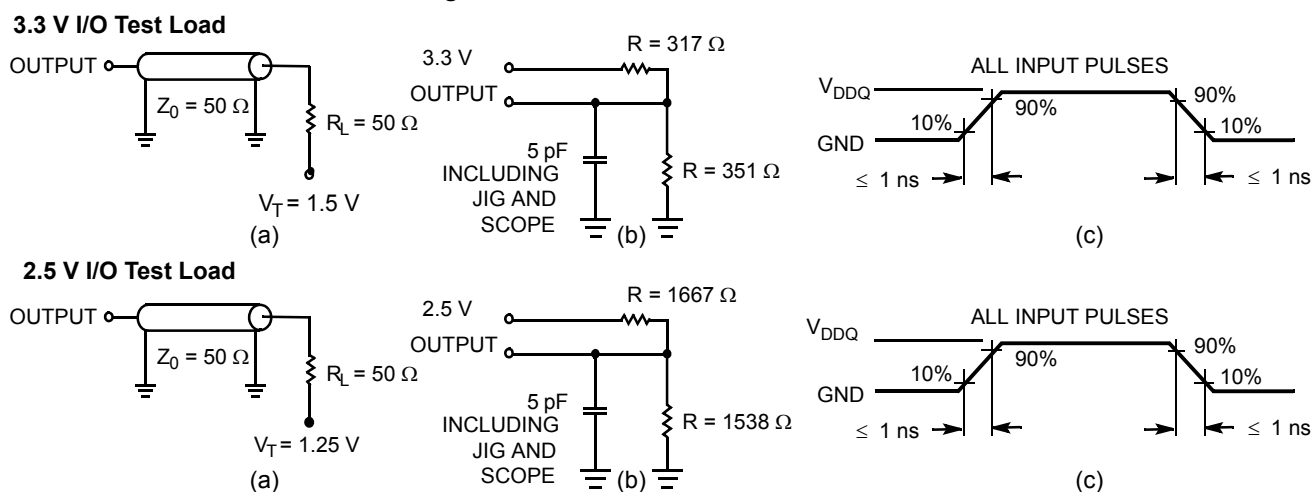 3.3 V I/O Test Load
OUTPUT
Z0 = 50 Ω
RL = 50 Ω
VT = 1.5 V
(a)
3.3 V
OUTPUT
R = 317 Ω
5 pF
INCLUDING
JIG AND
SCOPE
R = 351 Ω
(b)
ALL INPUT PULSES
VDDQ
GND
10%
90%
90%
10%
≤ 1 ns
≤ 1 ns
(c)
2.5 V I/O Test Load
OUTPUT
Z0 = 50 Ω
RL = 50 Ω
VT = 1.25 V
(a)
2.5 V
OUTPUT
R = 1667 Ω
5 pF
INCLUDING
JIG AND
SCOPE
R = 1538 Ω
(b)
ALL INPUT PULSES
VDDQ
GND
10%
90%
90%
10%
≤ 1 ns
≤ 1 ns
(c)